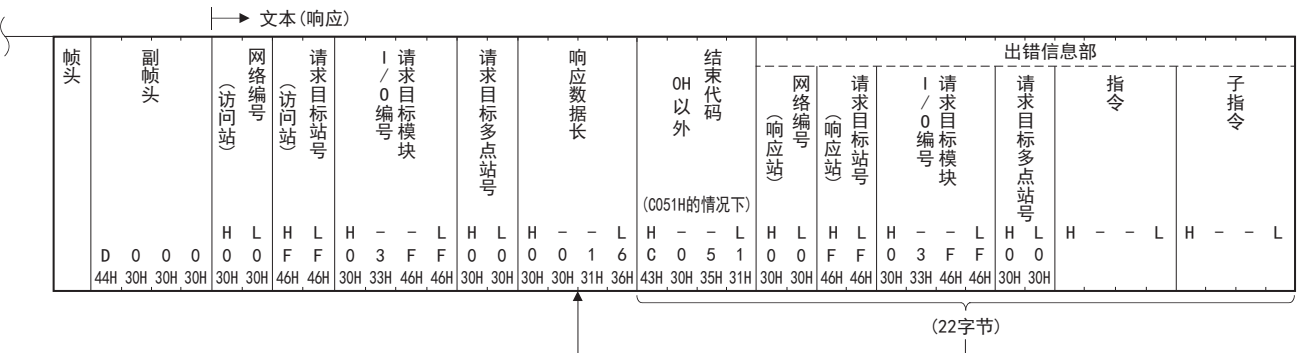 文本(响应)
出错信息部
帧头
副帧头
网络编号
(访问站)
请求目标站号
(访问站)
请求目标模块
I/O编号
请求目标多点站号
响应数据长
结束代码
0H以外
(C051H的情况下)
网络编号
(响应站)
请求目标站号
(响应站)
请求目标模块
I/O编号
请求目标多点站号
指令
子指令
H L H L H - - L H L H - - L H - - L H L H L H - - L H L H - - L H - - L
D 0 0 0 0 0 F F 0 3 F F 0 0 0 0 1 6 C 0 5 1 0 0 F F 0 3 F F 0 0
44H 30H 30H 30H 30H 30H 46H 46H 30H 33H 46H 46H 30H 30H 30H 30H 31H 36H 43H 30H 35H 31H 30H 30H 46H 46H 30H 33H 46H 46H 30H 30H
(22字节)